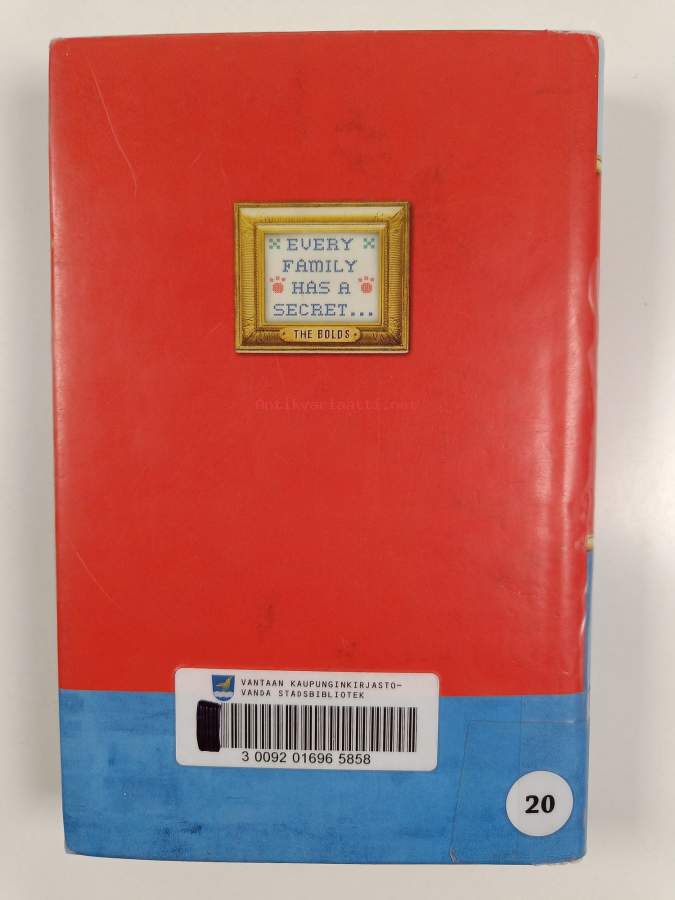 EVERY
FAMILY
HAS A
SECRET...
THE BOLDS
Antikvariaatti.net
VANTAAN KAUPUNGINKIRJASTO-
VANDA STADSBIBLIOTEK
3 0092 01696 5858
20